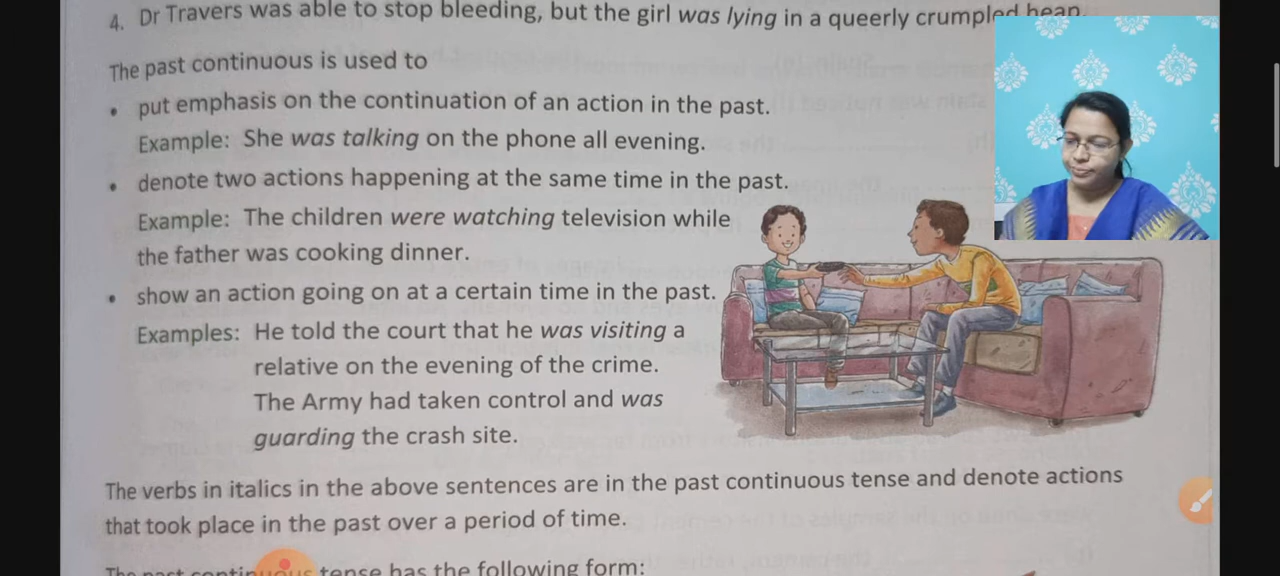 4. Dr Travers was able to stop bleeding, but the girl was lying in a queerly crumpled heap.
The past continuous is used to
• put emphasis on the continuation of an action in the past.
Example: She was talking on the phone all evening.
• denote two actions happening at the same time in the past.
Example: The children were watching television while
the father was cooking dinner.
• show an action going on at a certain time in the past.
Examples: He told the court that he was visiting a
relative on the evening of the crime.
The Army had taken control and was
guarding the crash site.
The verbs in italics in the above sentences are in the past continuous tense and denote actions
that took place in the past over a period of time.
The past continuous tense has the following form: